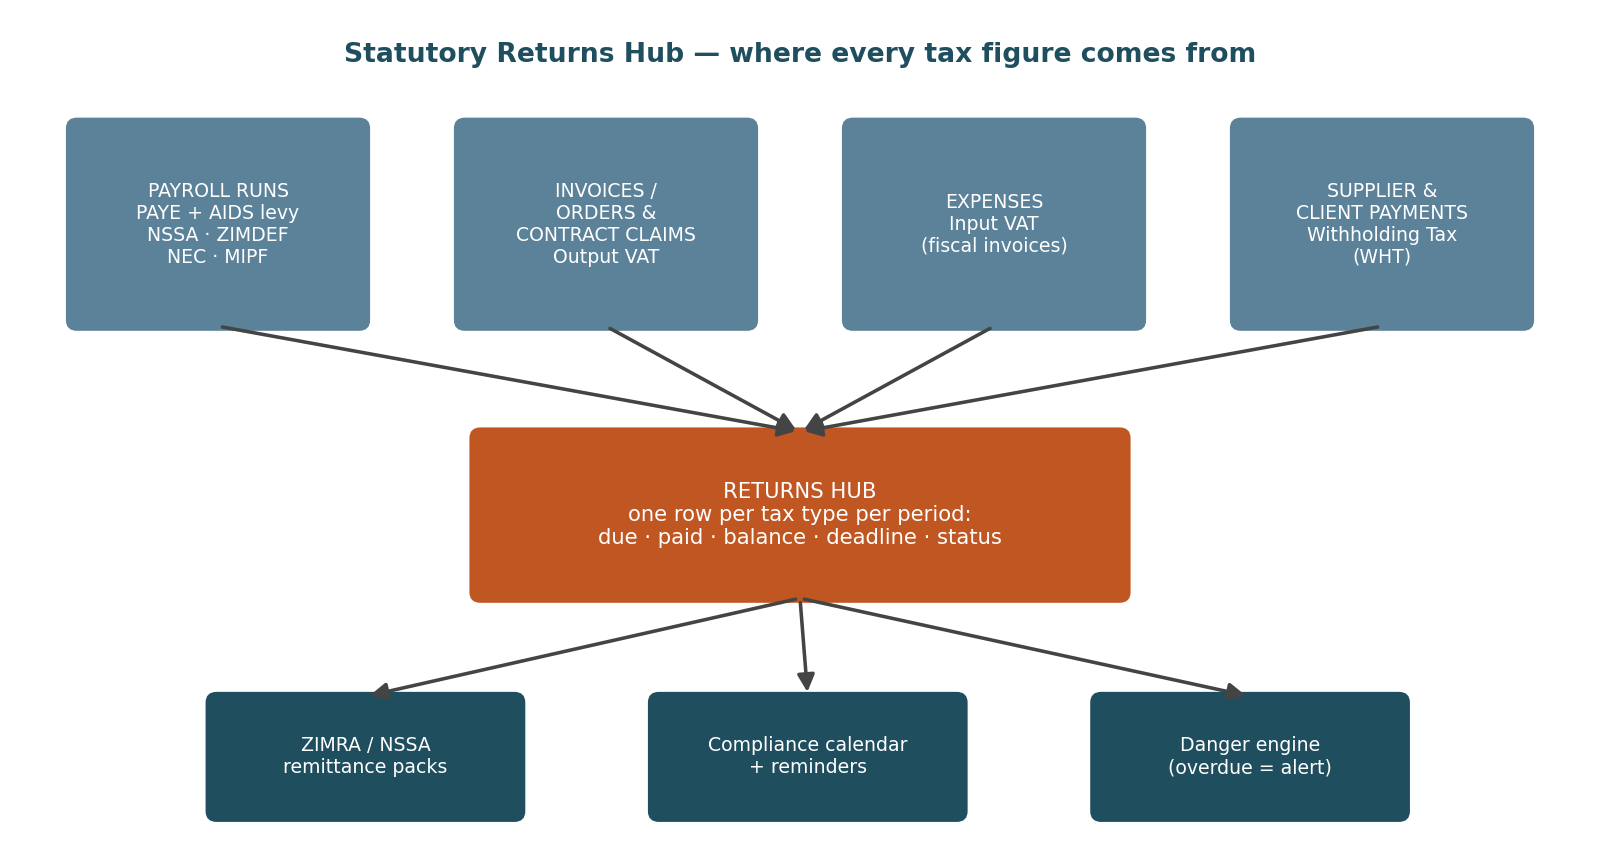 Statutory Returns Hub — where every tax figure comes from
PAYROLL RUNS
PAYE + AIDS levy
NSSA · ZIMDEF
NEC · MIPF
INVOICES /
ORDERS &
CONTRACT CLAIMS
Output VAT
EXPENSES
Input VAT
(fiscal invoices)
SUPPLIER &
CLIENT PAYMENTS
Withholding Tax
(WHT)
RETURNS HUB
one row per tax type per period:
due · paid · balance · deadline · status
ZIMRA / NSSA
remittance packs
Compliance calendar
+ reminders
Danger engine
(overdue = alert)